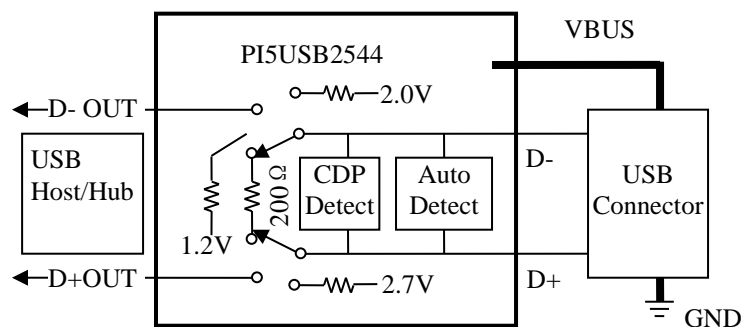 VBUS
PI5USB2544
2.0V
D- OUT
USB
Host/Hub
200Ω
CDP
Detect
Auto
Detect
D-
USB
Connector
1.2V
D+OUT
2.7V
D+
GND